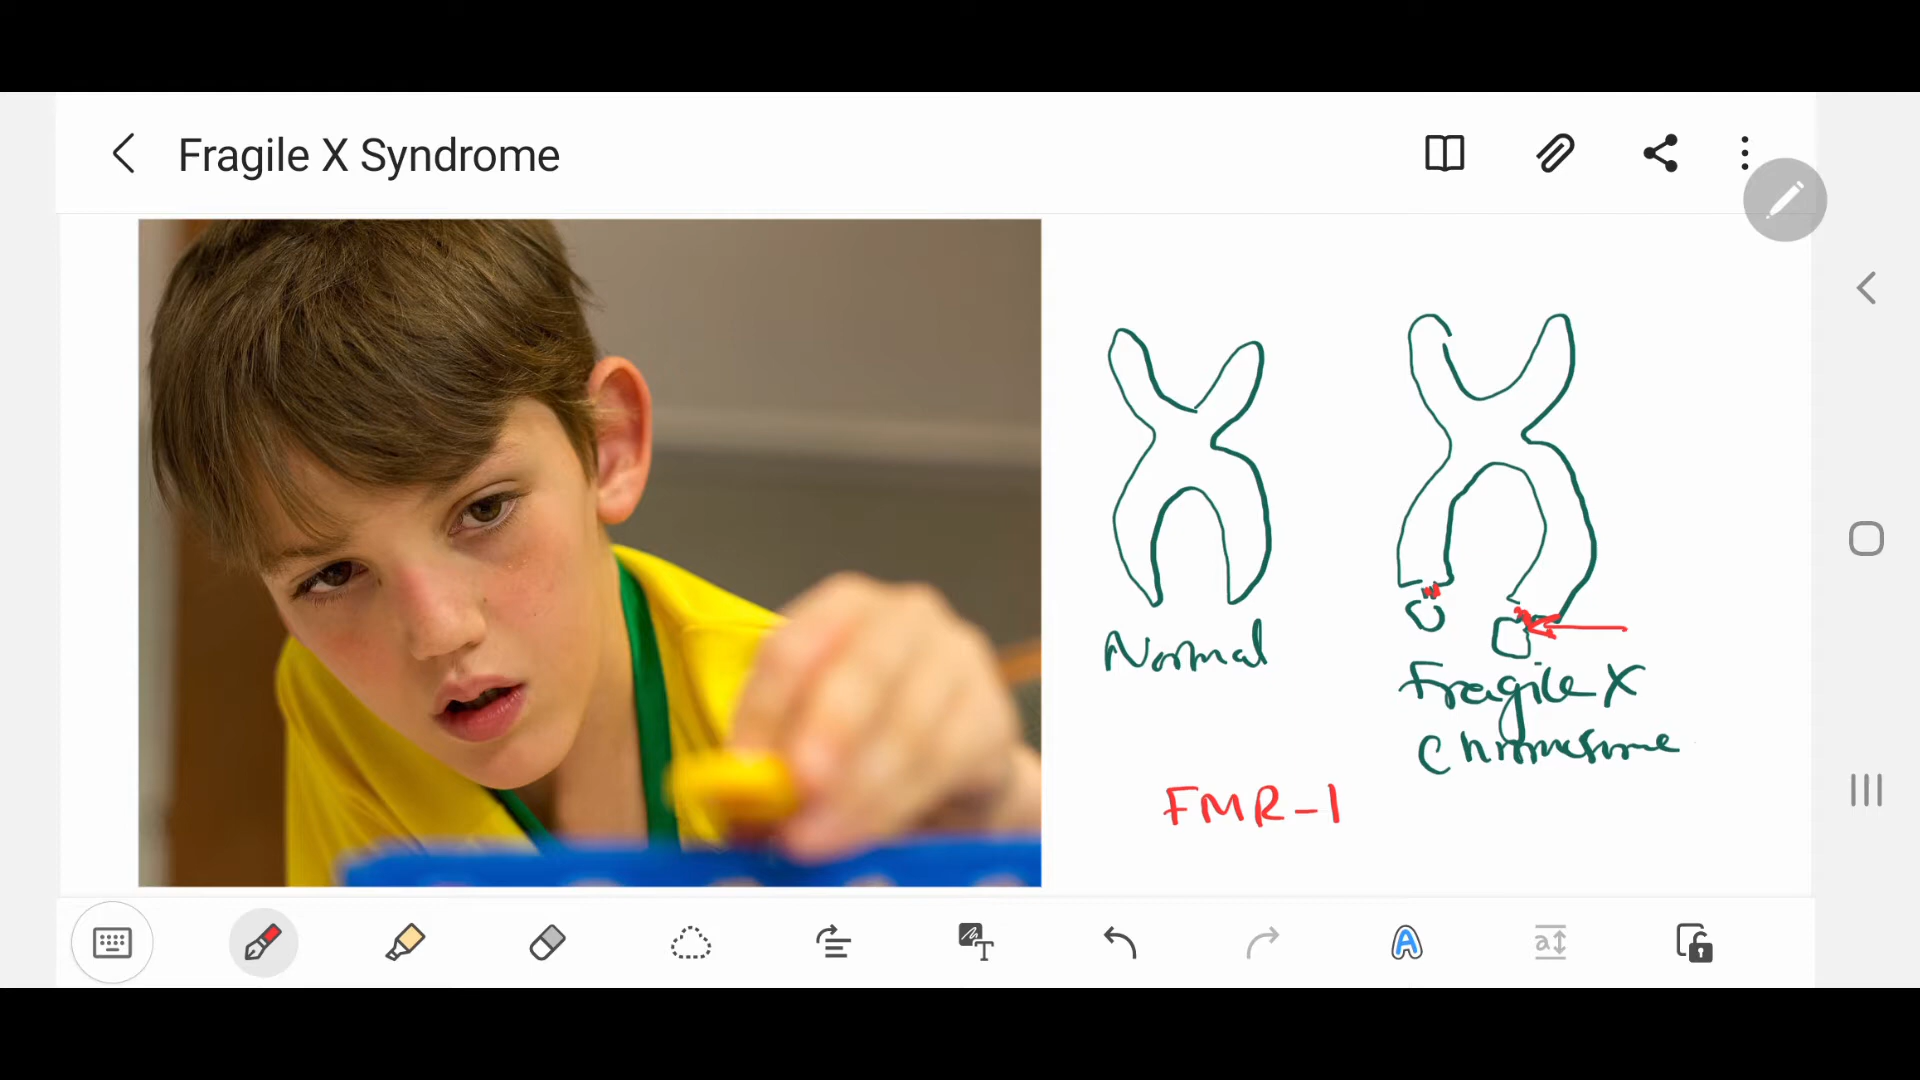 Fragile X Syndrome
Normal
Fragile X
Chromosome
FMR-1